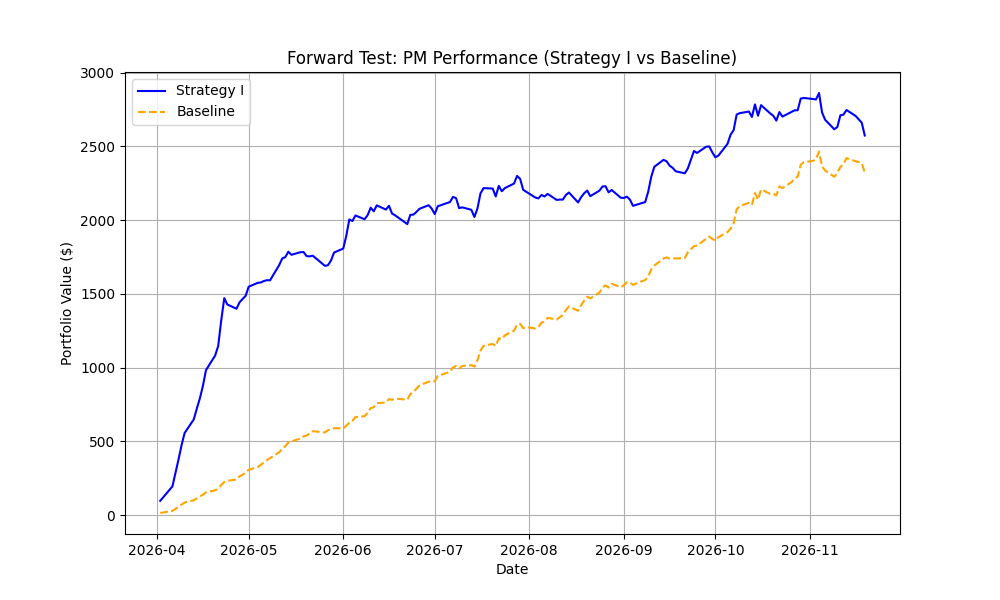 Forward Test: PM Performance (Strategy I vs Baseline)
Strategy I
Baseline
Portfolio Value ($)
3000
2500
2000
1500
1000
500
0
2026-04 2026-05 2026-06 2026-07 2026-08 2026-09 2026-10 2026-11
Date